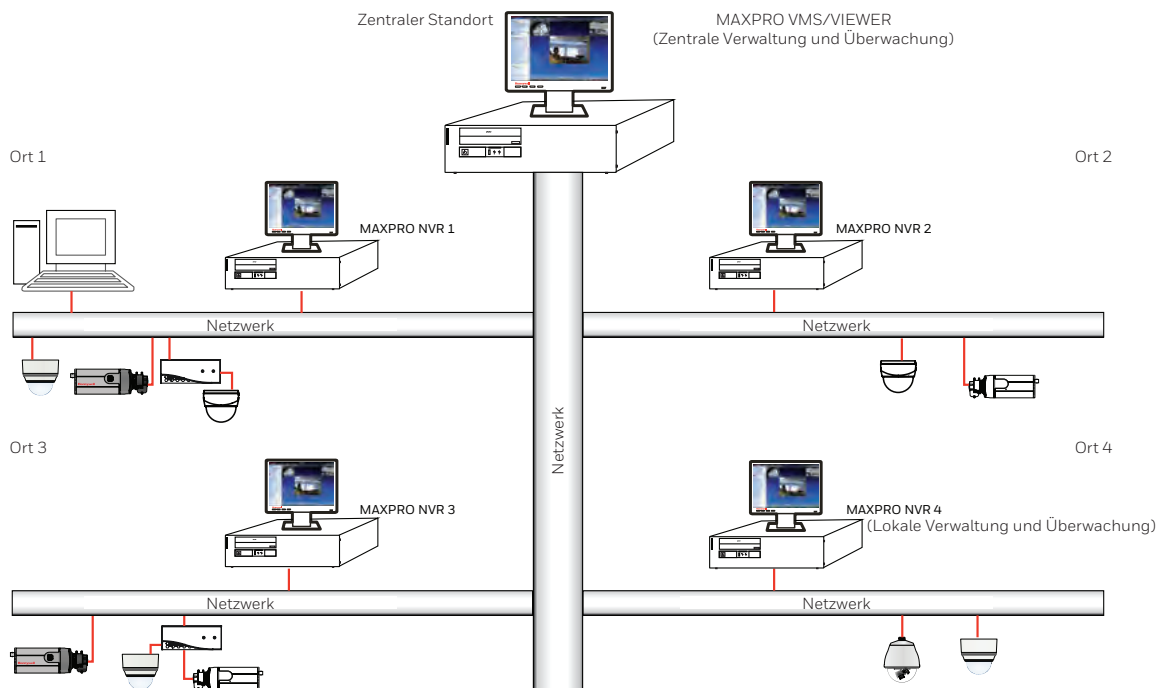 Zentraler Standort
MAXPRO VMS/VIEWER
(Zentrale Verwaltung und Überwachung)
Ort 1
Ort 2
MAXPRO NVR 1
MAXPRO NVR 2
Netzwerk
Netzwerk
Netzwerk
Ort 3
Ort 4
MAXPRO NVR 3
MAXPRO NVR 4
(Lokale Verwaltung und Überwachung)
Netzwerk
Netzwerk